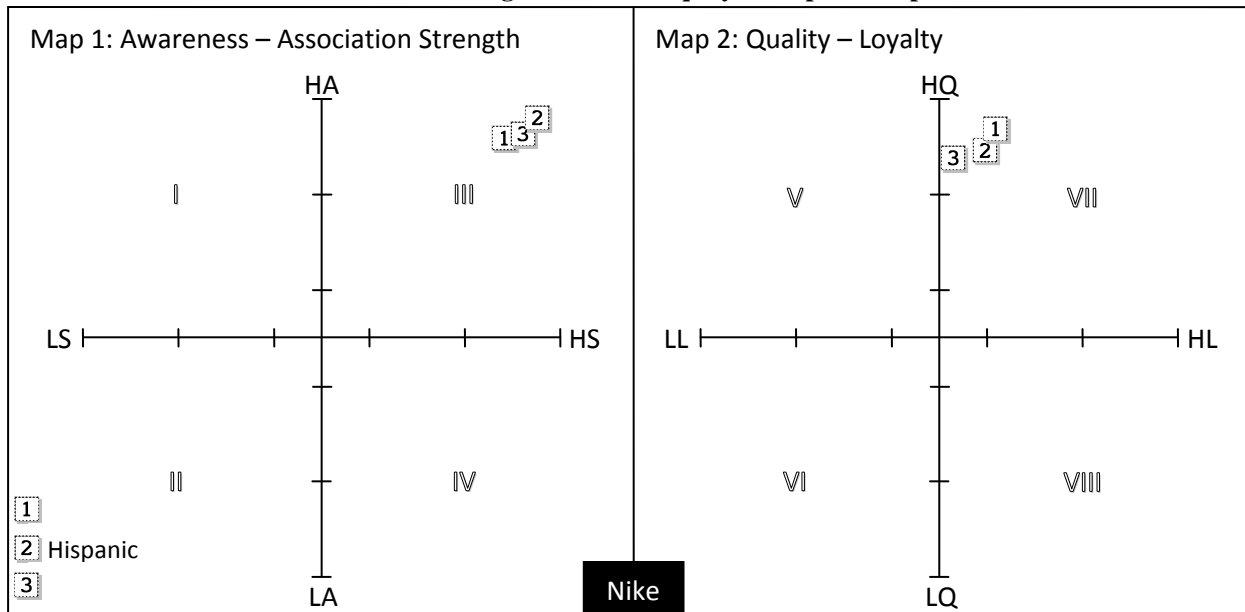 Map 1: Awareness – Association Strength
HA
1 3 2
I III
LS HS
II IV
1
2 Hispanic
3
LA
Map 2: Quality – Loyalty
HQ
1
3 2
V VII
LL HL
VI VIII
LQ
Nike